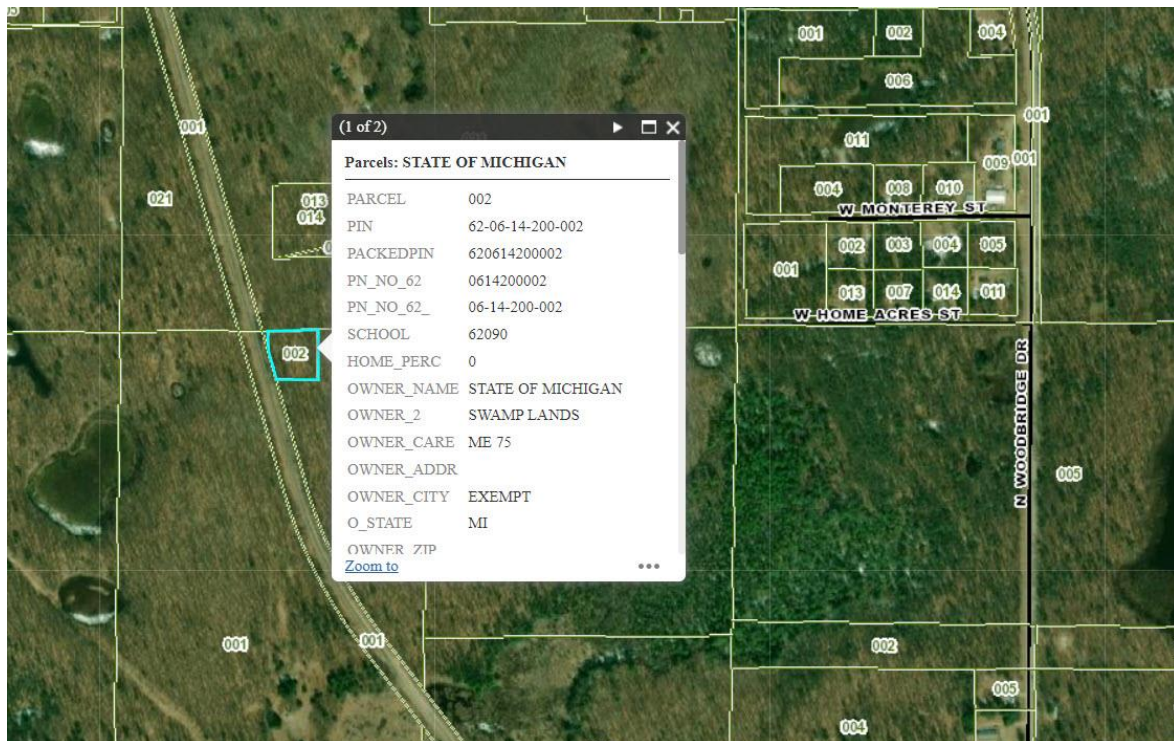 05
001
021
013
014
002
001
001
(1 of 2)
Parcels: STATE OF MICHIGAN
PARCEL 002
PIN 62-06-14-200-002
PACKEDPIN 620614200002
PN_NO_62 0614200002
PN_NO_62_ 06-14-200-002
SCHOOL 62090
HOME_PERC 0
OWNER_NAME STATE OF MICHIGAN
OWNER_2 SWAMP LANDS
OWNER_CARE ME 75
OWNER_ADDR
OWNER_CITY EXEMPT
O_STATE MI
OWNER_ZIP
Zoom to
001 002 004
006
001
011
009 001
004 008 010
W MONTEREY ST
002 003 004 005
001
013 007 014 011
W HOME ACRES ST
N WOODBRIDGE DR
005
002
005
004